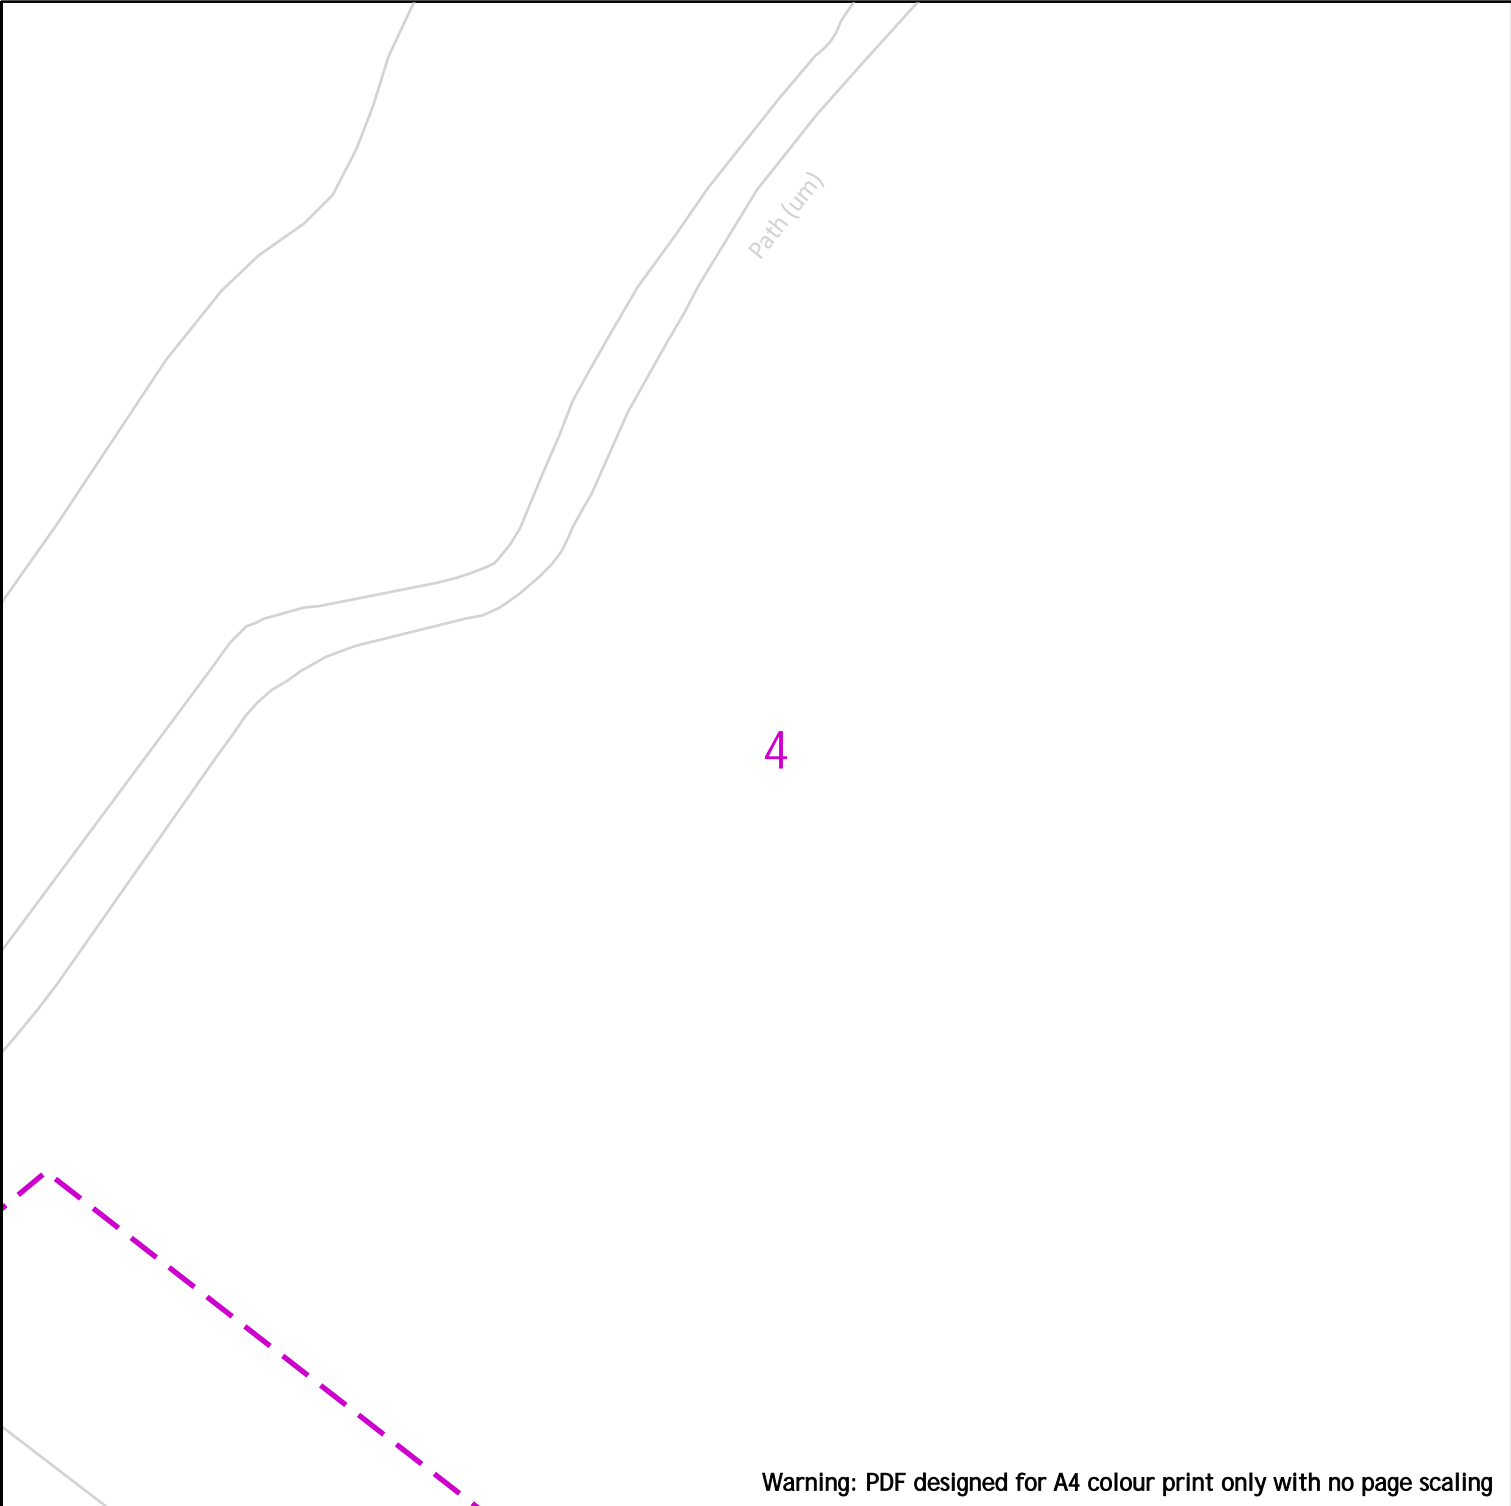 Path (um)
4
Warning: PDF designed for A4 colour print only with no page scaling